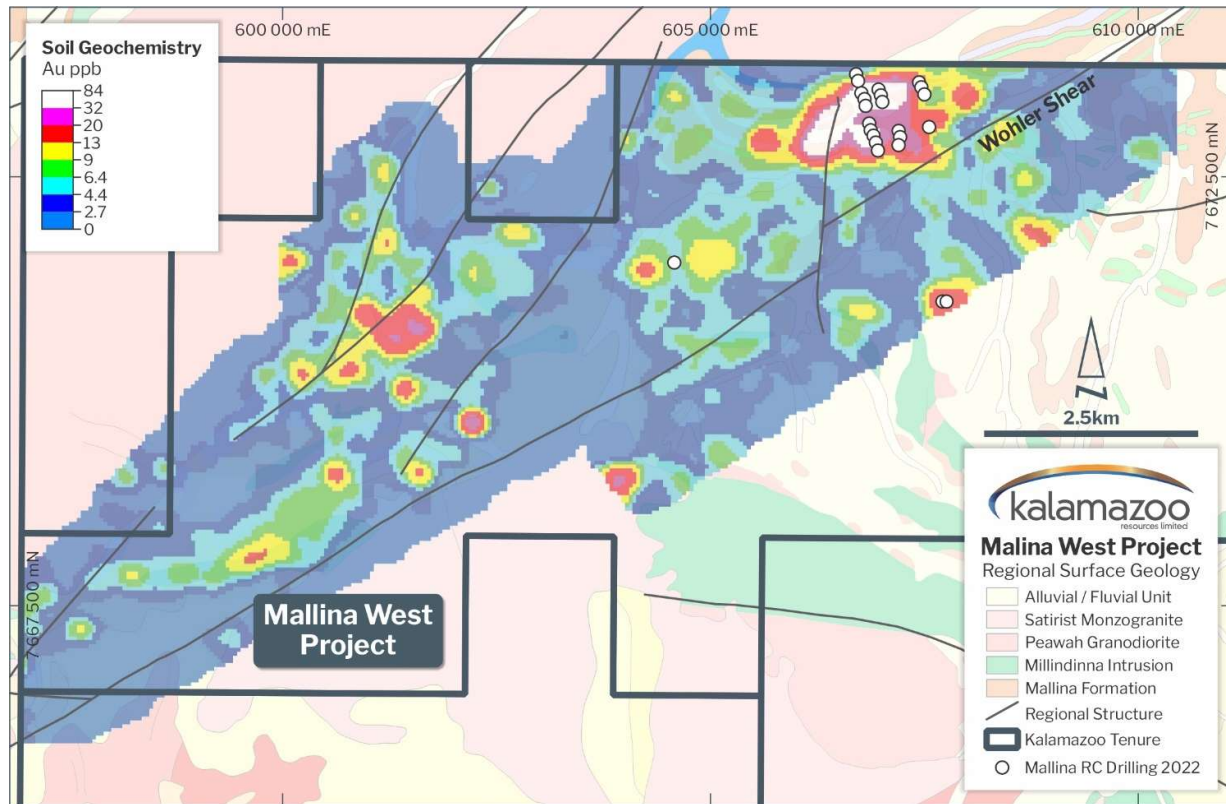 600 000 mE
605 000 mE
610 000 mE
Soil Geochemistry
Au ppb
84
32
20
13
9
6.4
4.4
2.7
0
Wohler Shear
7 672 500 mN
N
2.5km
7 667 500 mN
Mallina West
Project
kalamazoo
resources limited
Malina West Project
Regional Surface Geology
Alluvial / Fluvial Unit
Satirist Monzogranite
Peawah Granodiorite
Millindinna Intrusion
Mallina Formation
Regional Structure
Kalamazoo Tenure
Mallina RC Drilling 2022